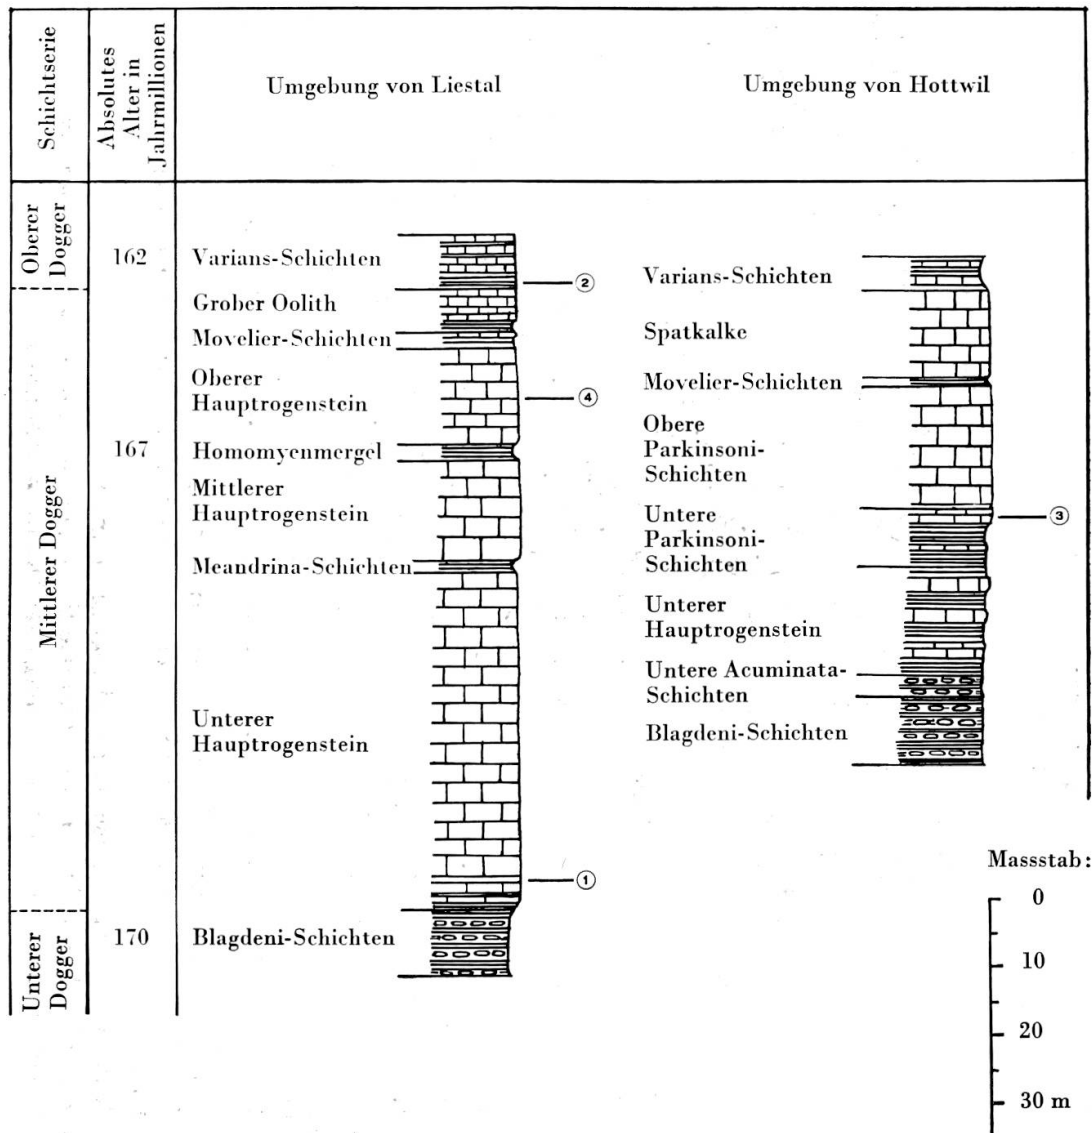 Schichtserie
Absolutes
Alter in
Jahrmillionen
Umgebung von Liestal
Umgebung von Hottwil
Oberer
Dogger
Mittlerer Dogger
Unterer
Dogger
162
167
170
Varians-Schichten
②
Grober Oolith
Movelier-Schichten
Oberer
Hauptrogenstein
④
Homomyenmergel
Mittlerer
Hauptrogenstein
Meandrina-Schichten
Unterer
Hauptrogenstein
①
Blagdeni-Schichten
Varians-Schichten
Spatkalke
Movelier-Schichten
Obere
Parkinsoni-
Schichten
Untere
Parkinsoni-
Schichten
③
Unterer
Hauptrogenstein
Untere Acuminata-
Schichten
Blagdeni-Schichten
Massstab:
0
10
20
30 m